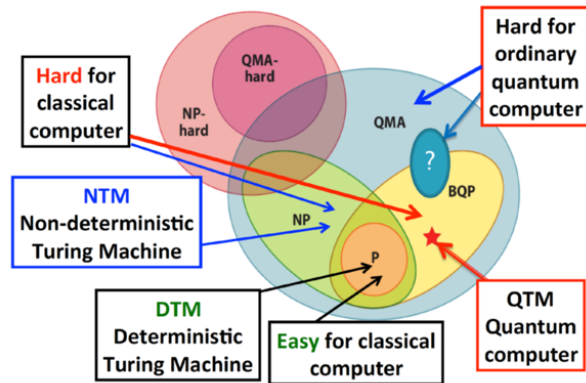 Hard for
classical
computer
QMA-
hard
NP-
hard
QMA
Hard for
ordinary
quantum
computer
?
BQP
NTM
Non-deterministic
Turing Machine
NP
P
DTM
Deterministic
Turing Machine
Easy for classical
computer
QTM
Quantum
computer